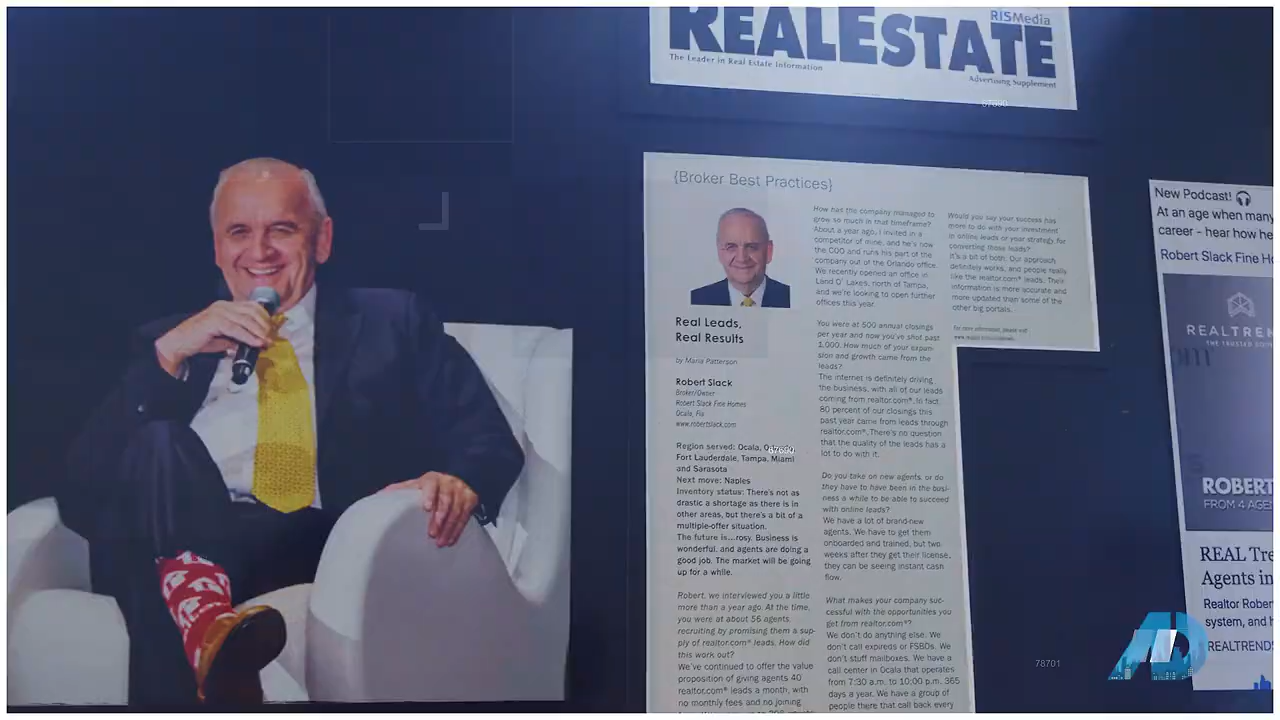 RISMedia
REALESTATE
The Leader in Real Estate Information
Advertising Supplement
67690
{Broker Best Practices}
Real Leads,
Real Results
by Maria Patterson
Robert Slack
Broker/Owner
Robert Slack Fine Homes
Ocala, Fla
www.robertslack.com
Region served: Ocala,
67690
Fort Lauderdale, Tampa, Miami
and Sarasota
Next move: Naples
Inventory status: There's not as
drastic a shortage as there is in
other areas, but there's a bit of a
multiple-offer situation.
The future is...rosy. Business is
wonderful, and agents are doing a
good job. The market will be going
up for a while.
Robert, we interviewed you a little
more than a year ago. At the time,
you were at about 56 agents
recruiting by promising them a sup-
ply of realtor.com® leads. How did
this work out?
We've continued to offer the value
proposition of giving agents 40
realtor.com® leads a month, with
no monthly fees and no joining
How has the company managed to
grow so much in that timeframe?
About a year ago, I invited in a
competitor of mine, and he's now
the COO and runs his part of the
company out of the Orlando office.
We recently opened an office in
Land O' Lakes, north of Tampa,
and we're looking to open further
offices this year.
You were at 500 annual closings
per year and now you've shot past
1,000. How much of your expan-
sion and growth came from the
leads?
The internet is definitely driving
the business, with all of our leads
coming from realtor.com®. In fact,
80 percent of our closings this
past year came from leads through
realtor.com®. There's no question
that the quality of the leads has a
lot to do with it.
Do you take on new agents, or do
they have to have been in the busi-
ness a while to be able to succeed
with online leads?
We have a lot of brand-new
agents. We have to get them
onboarded and trained, but two
weeks after they get their license,
they can be seeing instant cash
flow.
What makes your company suc-
cessful with the opportunities you
get from realtor.com®?
We don't do anything else. We
don't call expireds or FSBOs. We
don't stuff mailboxes. We have a
call center in Ocala that operates
from 7:30 a.m. to 10:00 p.m. 365
days a year. We have a group of
people there that call back every
Would you say your success has
more to do with your investment
in online leads or your strategy for
converting those leads?
It's a bit of both. Our approach
definitely works, and people really
like the realtor.com® leads. Their
information is more accurate and
more updated than some of the
other big portals.
For more information, please visit
New Podcast!
At an age when many
career - hear how he
Robert Slack Fine Ho
REALTREN
THE TRUSTED
ROBERT
FROM 4 AGE
REAL Tre
Agents in
Realtor Rober
system, and h
REALTRENDS
78701
AD